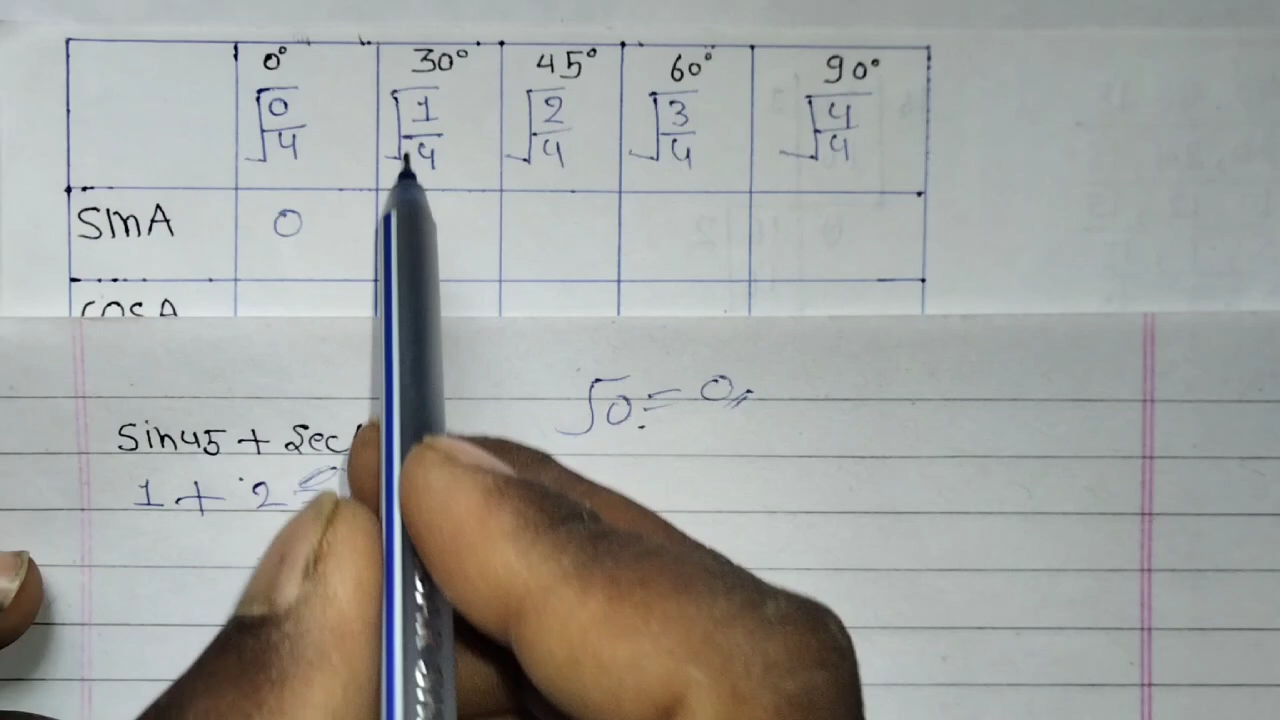 0° 30° 45° 60° 90°
√0/4 √1/4 √2/4 √3/4 √4/4
SinA 0
cosA
√0 = 0
Sin45 + Sec
1 + 2 =